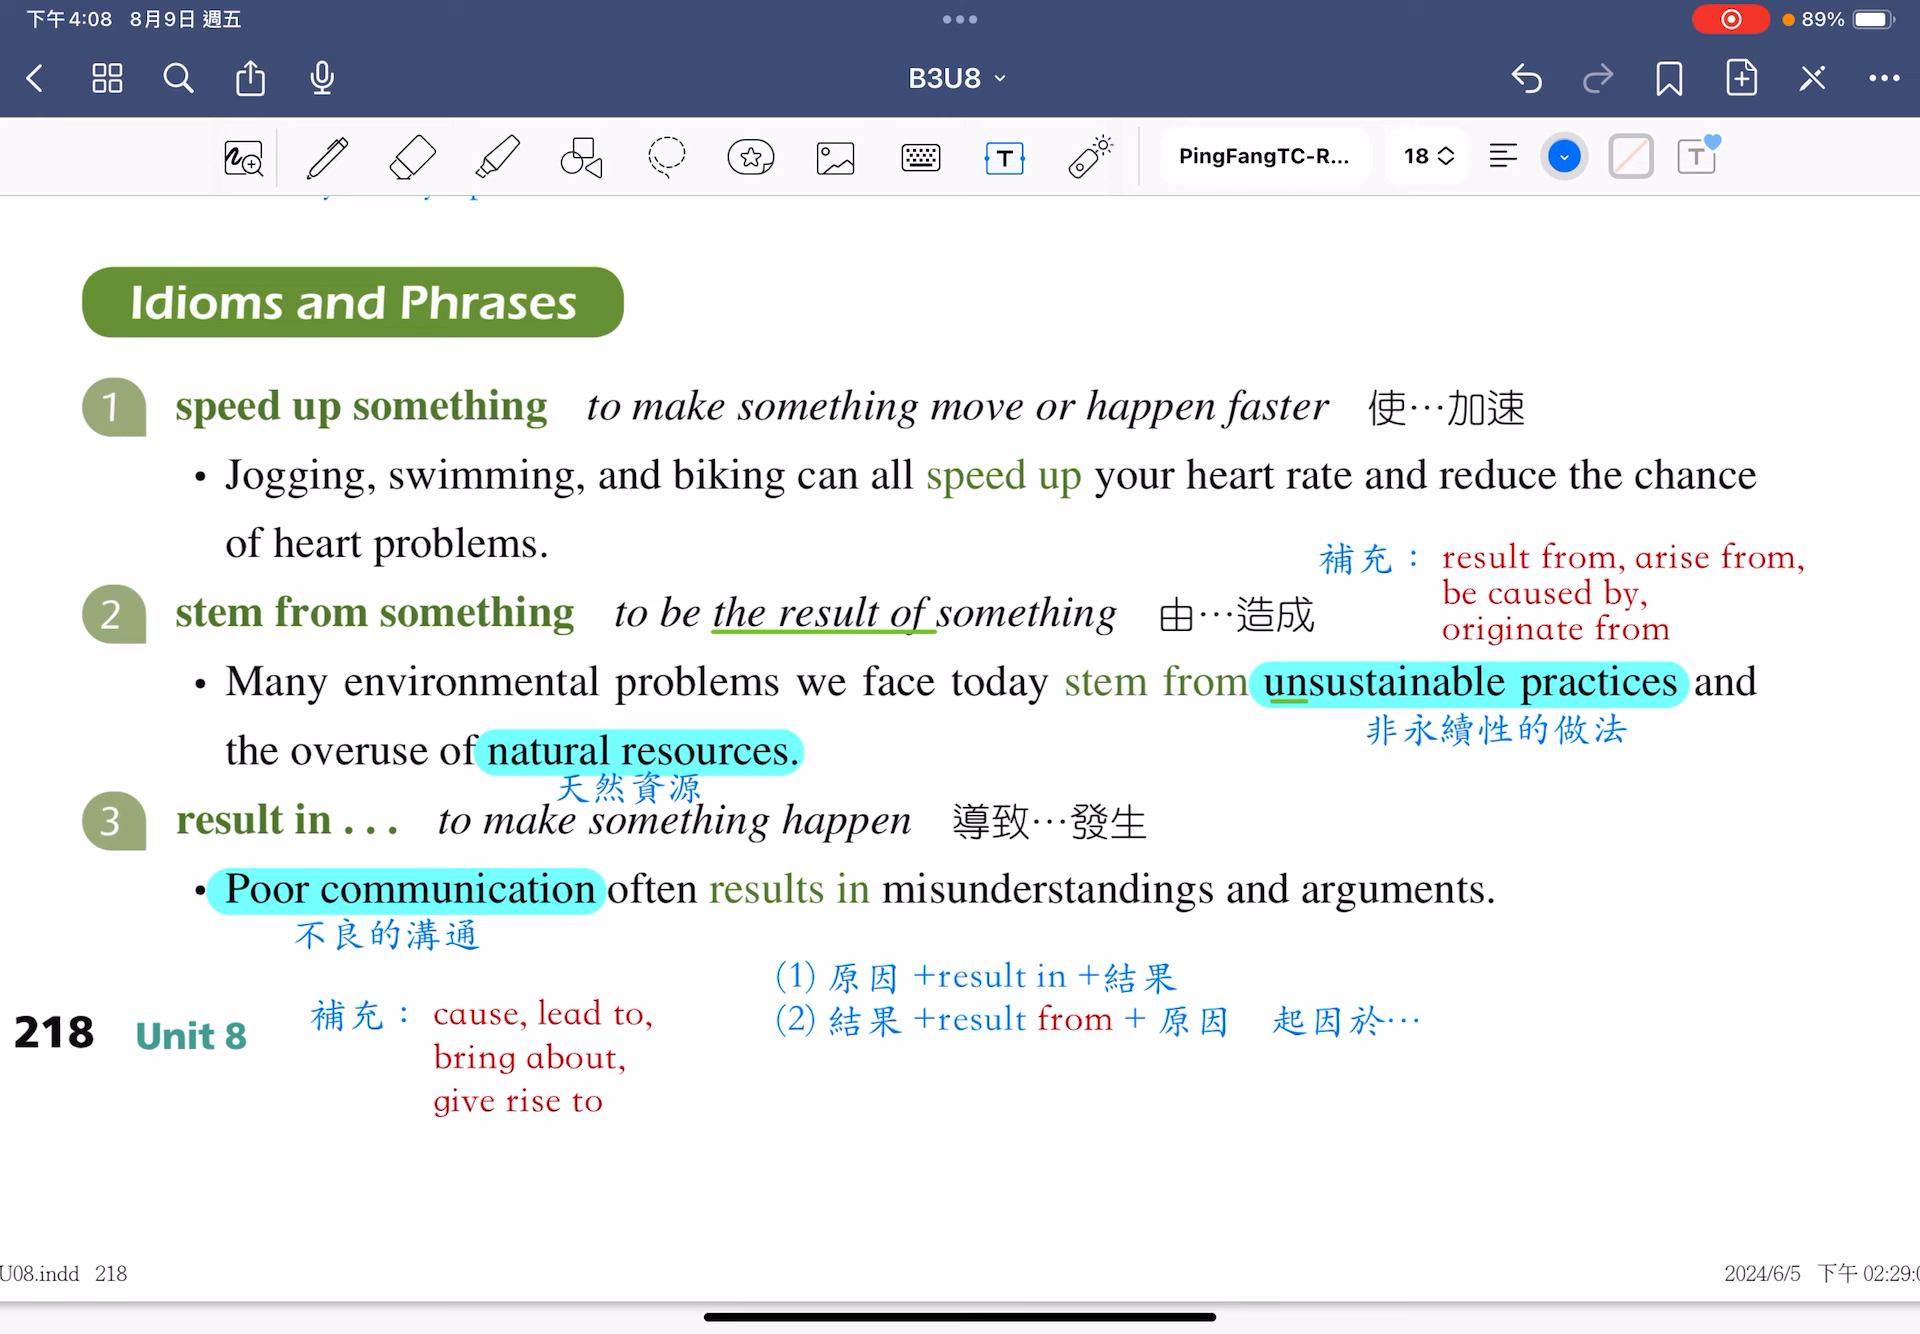 下午4:08 8月9日 週五
89%
B3U8
PingFangTC-R... 18
Idioms and Phrases
1 speed up something to make something move or happen faster 使…加速
• Jogging, swimming, and biking can all speed up your heart rate and reduce the chance
of heart problems.
補充： result from, arise from,
be caused by,
originate from
2 stem from something to be the result of something 由…造成
• Many environmental problems we face today stem from unsustainable practices and
非永續性的做法
the overuse of natural resources.
天然資源
3 result in . . . to make something happen 導致…發生
• Poor communication often results in misunderstandings and arguments.
不良的溝通
(1) 原因 +result in +結果
(2) 結果 +result from + 原因 起因於…
補充： cause, lead to,
bring about,
give rise to
218 Unit 8
U08.indd 218
2024/6/5 下午 02:29:0